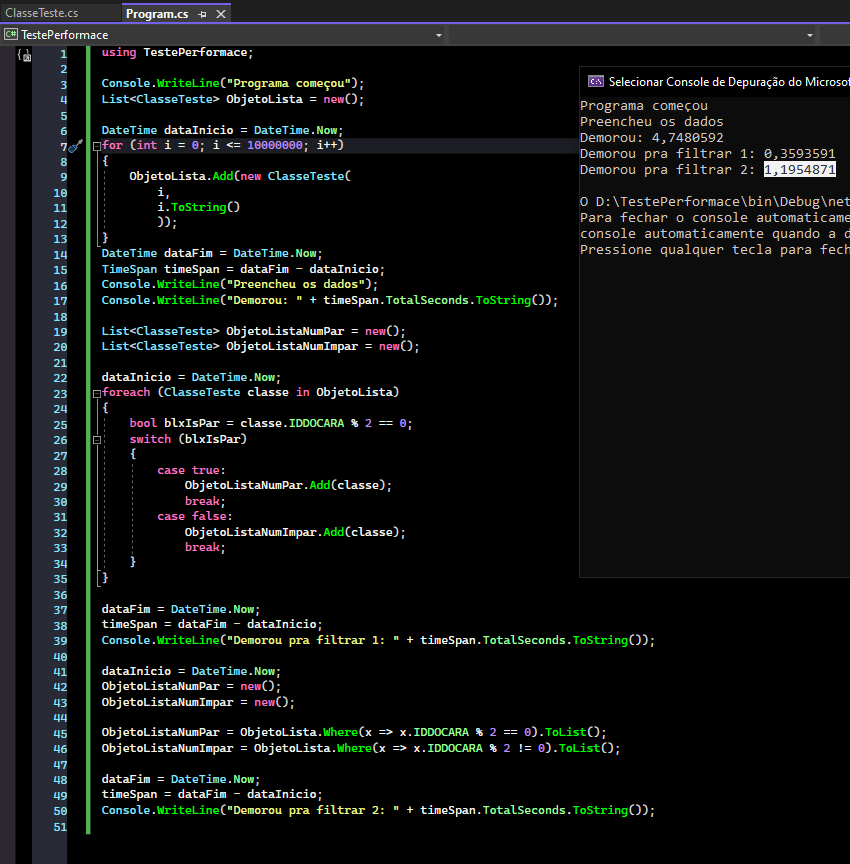 ClasseTeste.cs
Program.cs
C# TestePerformace
1 using TestePerformace;
2
3 Console.WriteLine("Programa começou");
4 List<ClasseTeste> ObjetoLista = new();
5
6 DateTime dataInicio = DateTime.Now;
7 for (int i = 0; i <= 10000000; i++)
8 {
9 ObjetoLista.Add(new ClasseTeste(
10 i,
11 i.ToString()
12 ));
13 }
14 DateTime dataFim = DateTime.Now;
15 TimeSpan timeSpan = dataFim - dataInicio;
16 Console.WriteLine("Preencheu os dados");
17 Console.WriteLine("Demorou: " + timeSpan.TotalSeconds.ToString());
18
19 List<ClasseTeste> ObjetoListaNumPar = new();
20 List<ClasseTeste> ObjetoListaNumImpar = new();
21
22 dataInicio = DateTime.Now;
23 foreach (ClasseTeste classe in ObjetoLista)
24 {
25 bool blxIsPar = classe.IDDOCARA % 2 == 0;
26 switch (blxIsPar)
27 {
28 case true:
29 ObjetoListaNumPar.Add(classe);
30 break;
31 case false:
32 ObjetoListaNumImpar.Add(classe);
33 break;
34 }
35 }
36
37 dataFim = DateTime.Now;
38 timeSpan = dataFim - dataInicio;
39 Console.WriteLine("Demorou pra filtrar 1: " + timeSpan.TotalSeconds.ToString());
40
41 dataInicio = DateTime.Now;
42 ObjetoListaNumPar = new();
43 ObjetoListaNumImpar = new();
44
45 ObjetoListaNumPar = ObjetoLista.Where(x => x.IDDOCARA % 2 == 0).ToList();
46 ObjetoListaNumImpar = ObjetoLista.Where(x => x.IDDOCARA % 2 != 0).ToList();
47
48 dataFim = DateTime.Now;
49 timeSpan = dataFim - dataInicio;
50 Console.WriteLine("Demorou pra filtrar 2: " + timeSpan.TotalSeconds.ToString());
51
Selecionar Console de Depuração do Microsof
Programa começou
Preencheu os dados
Demorou: 4,7480592
Demorou pra filtrar 1: 0,3593591
Demorou pra filtrar 2: 1,1954871
O D:\TestePerformace\bin\Debug\net
Para fechar o console automaticame
console automaticamente quando a d
Pressione qualquer tecla para fech